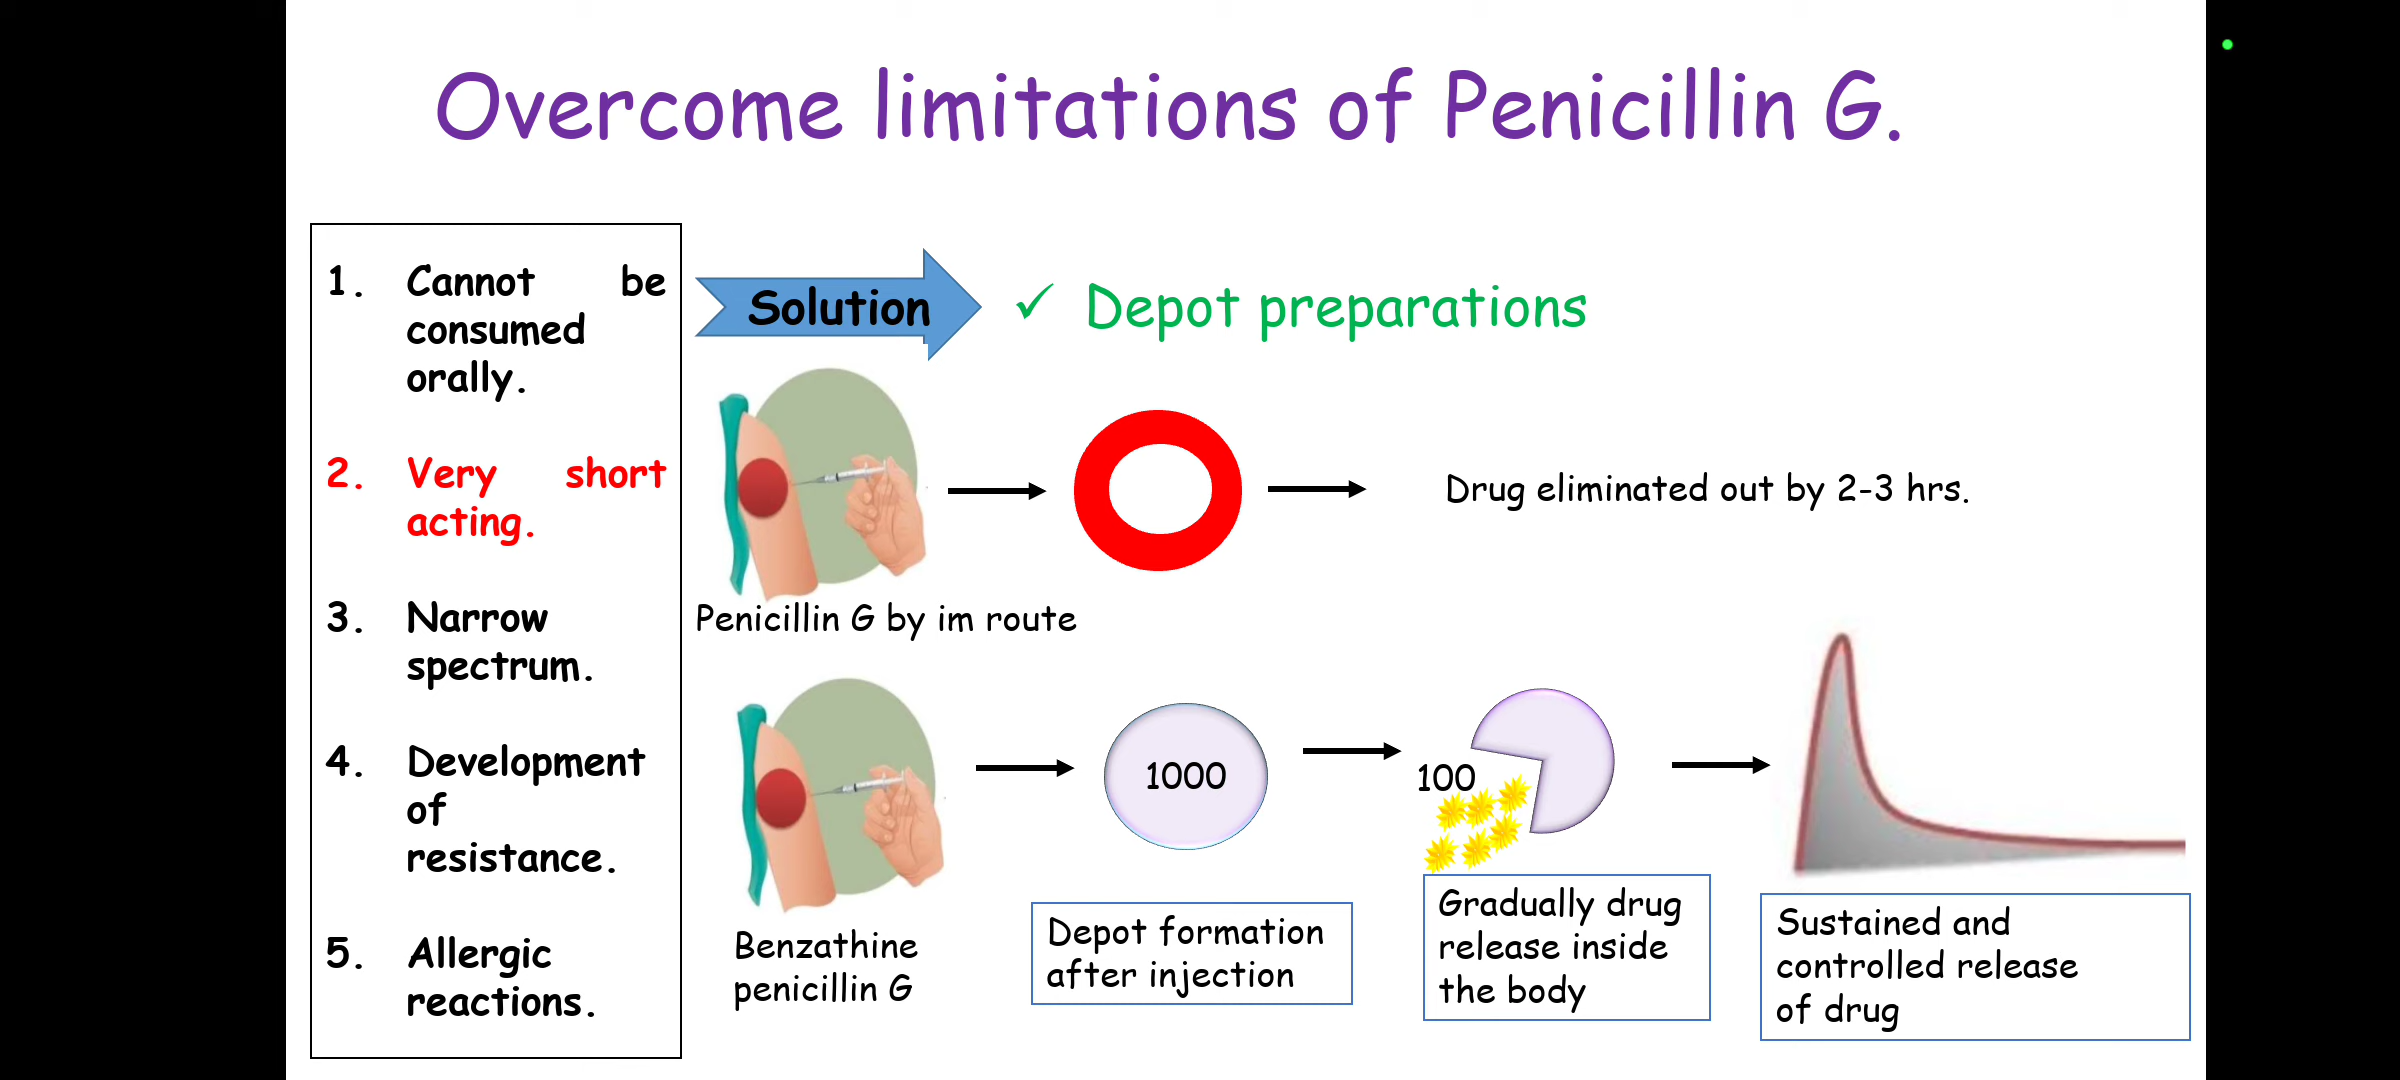 Overcome limitations of Penicillin G.
1. Cannot be
consumed
orally.
2. Very short
acting.
3. Narrow
spectrum.
4. Development
of
resistance.
5. Allergic
reactions.
Solution
✓ Depot preparations
Drug eliminated out by 2-3 hrs.
Penicillin G by im route
1000
100
Benzathine
penicillin G
Depot formation
after injection
Gradually drug
release inside
the body
Sustained and
controlled release
of drug